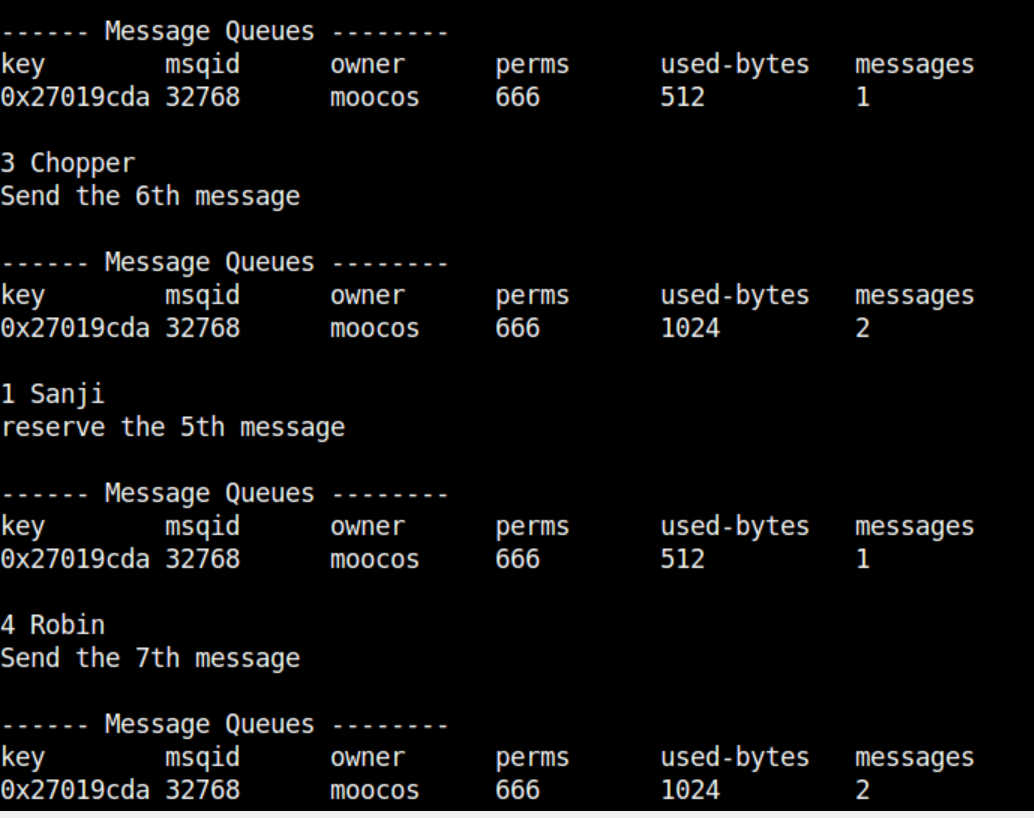 ------ Message Queues --------
key        msqid      owner      perms      used-bytes   messages
0x27019cda 32768      moocos     666        512          1
3 Chopper
Send the 6th message
------ Message Queues --------
key        msqid      owner      perms      used-bytes   messages
0x27019cda 32768      moocos     666        1024         2
1 Sanji
reserve the 5th message
------ Message Queues --------
key        msqid      owner      perms      used-bytes   messages
0x27019cda 32768      moocos     666        512          1
4 Robin
Send the 7th message
------ Message Queues --------
key        msqid      owner      perms      used-bytes   messages
0x27019cda 32768      moocos     666        1024         2